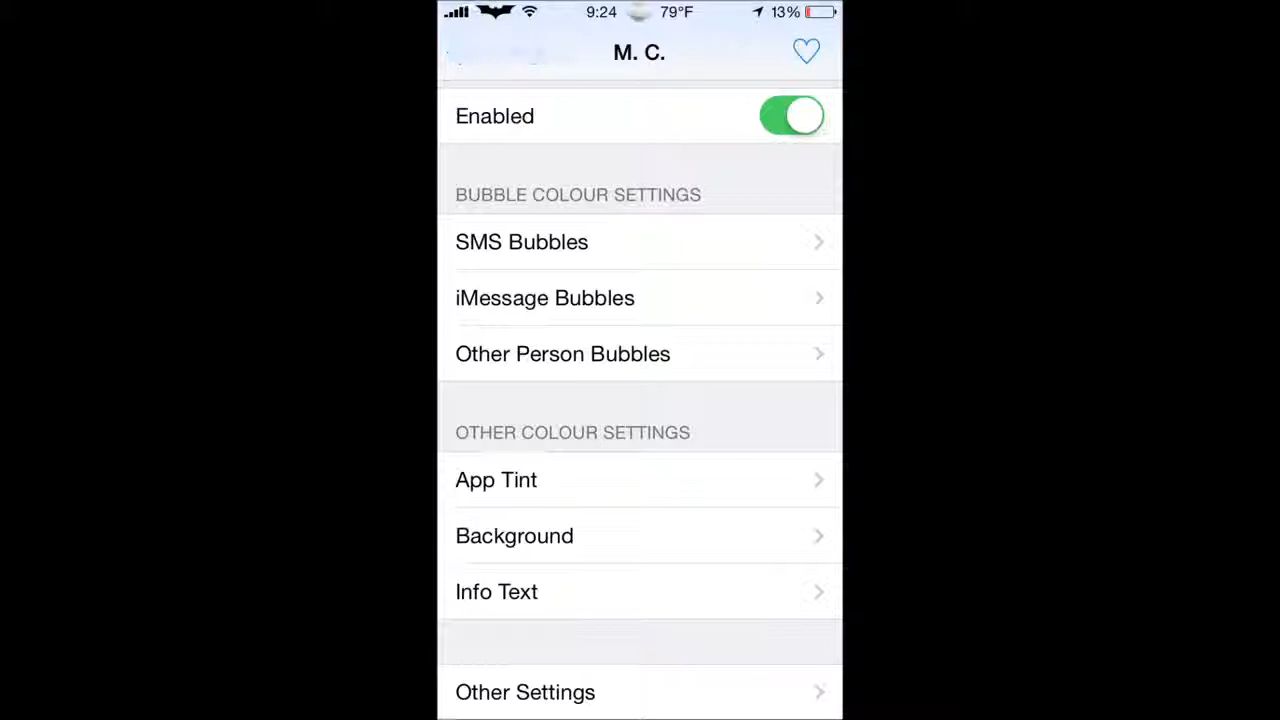 9:24 79°F 13%
M. C.
Enabled
BUBBLE COLOUR SETTINGS
SMS Bubbles
iMessage Bubbles
Other Person Bubbles
OTHER COLOUR SETTINGS
App Tint
Background
Info Text
Other Settings